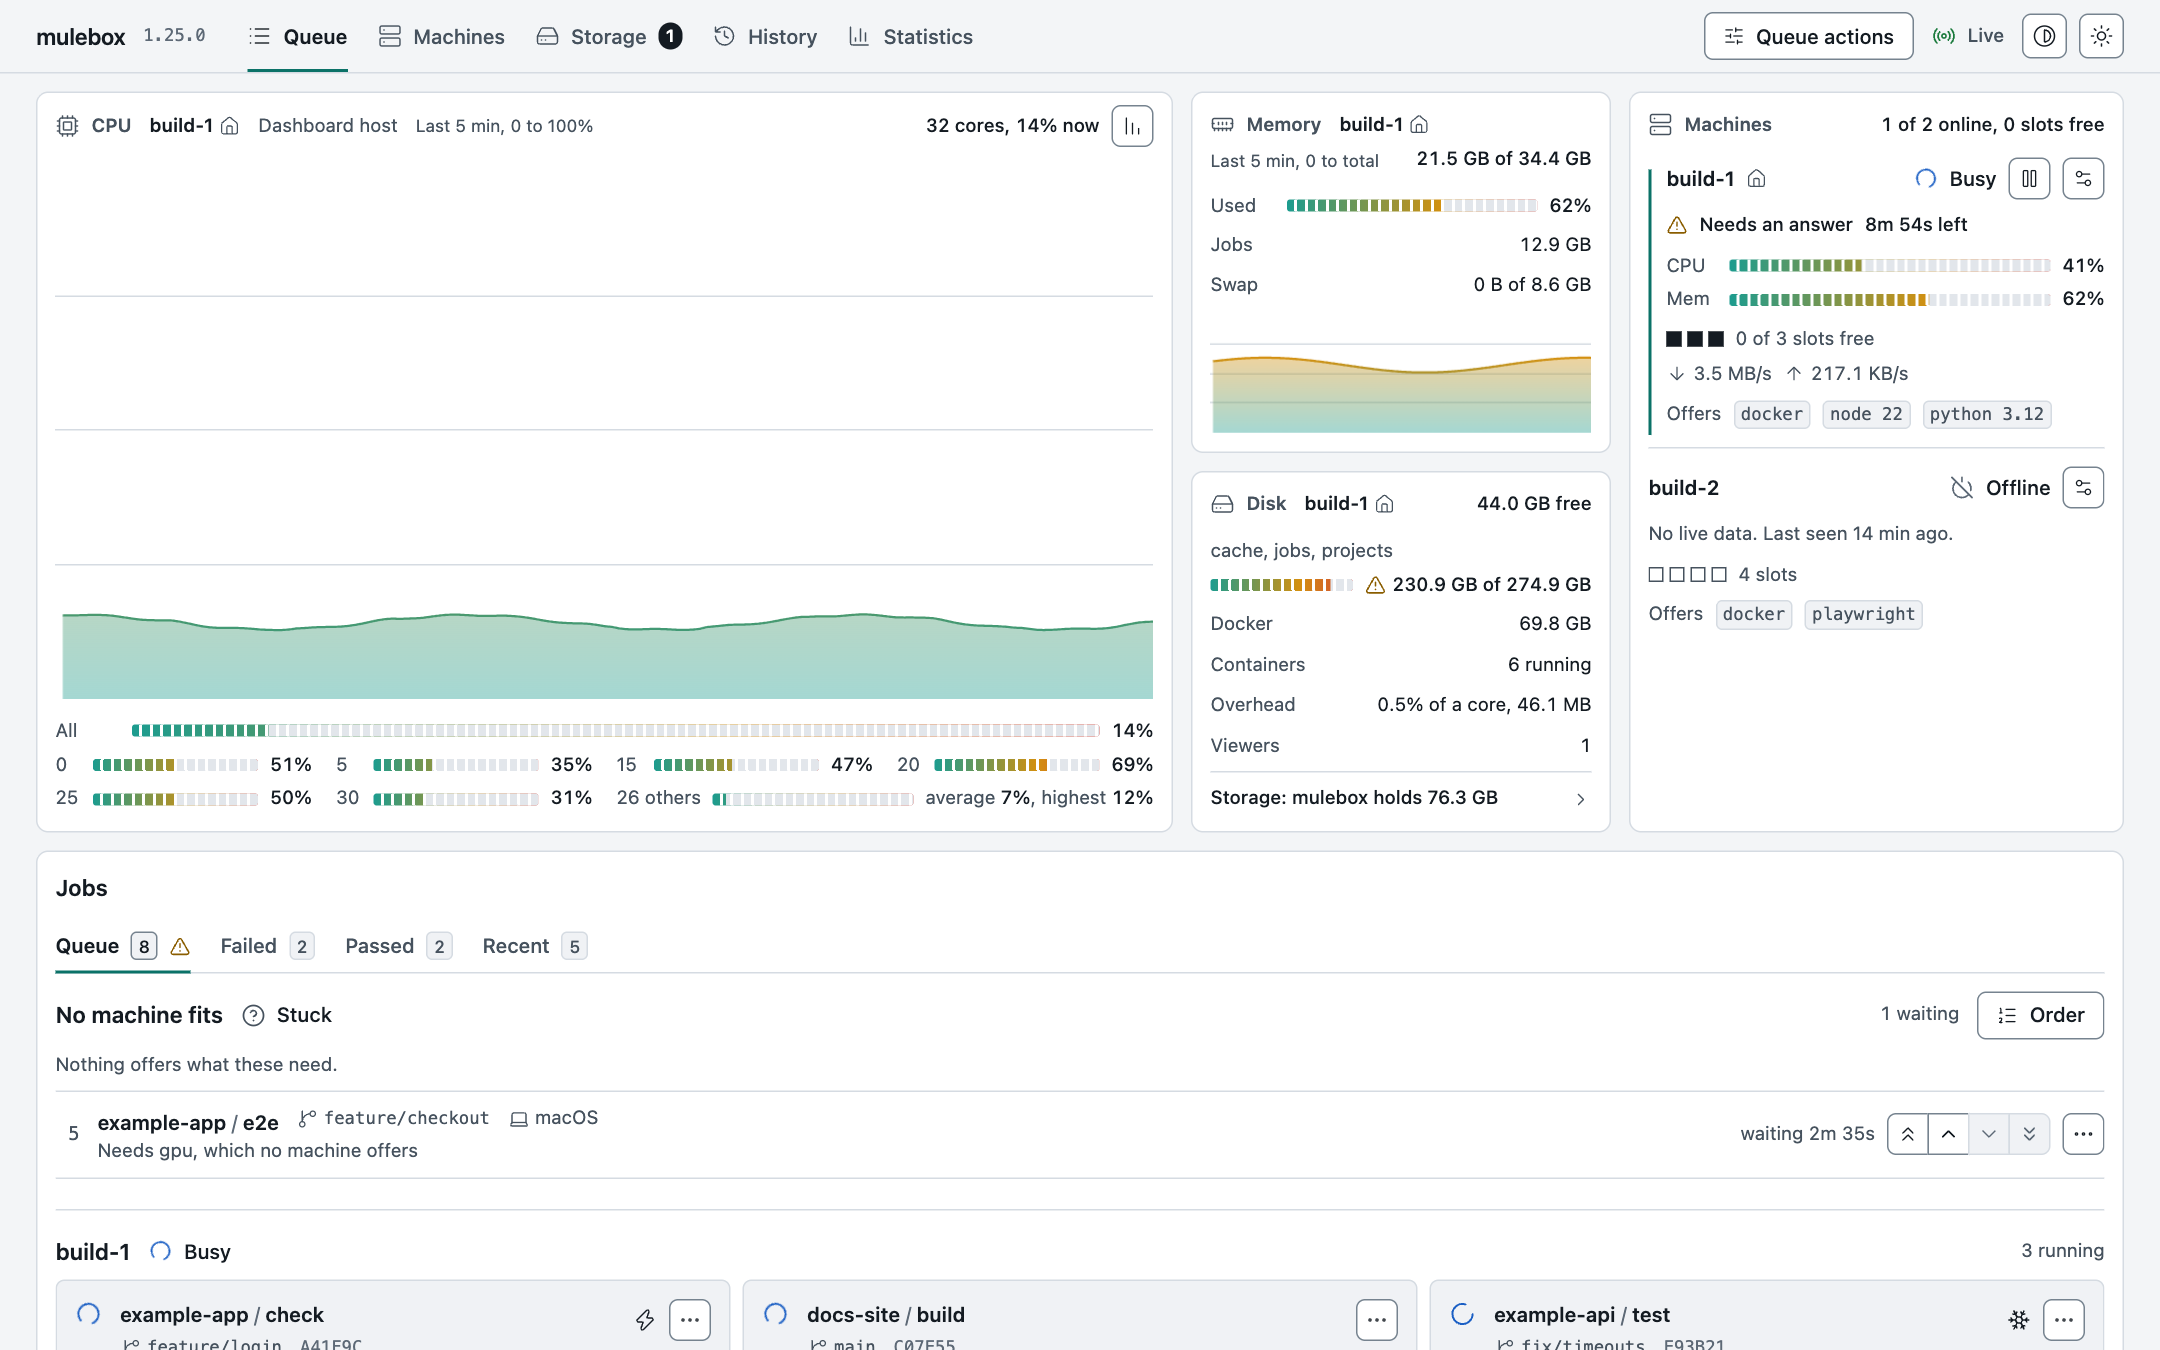 mulebox 1.25.0 Queue Machines Storage 1 History Statistics Queue actions Live
CPU build-1 Dashboard host Last 5 min, 0 to 100% 32 cores, 14% now
All 14%
0 51% 5 35% 15 47% 20 69%
25 50% 30 31% 26 others average 7%, highest 12%
Memory build-1
Last 5 min, 0 to total 21.5 GB of 34.4 GB
Used 62%
Jobs 12.9 GB
Swap 0 B of 8.6 GB
Disk build-1 44.0 GB free
cache, jobs, projects
230.9 GB of 274.9 GB
Docker 69.8 GB
Containers 6 running
Overhead 0.5% of a core, 46.1 MB
Viewers 1
Storage: mulebox holds 76.3 GB
Machines 1 of 2 online, 0 slots free
build-1 Busy
Needs an answer 8m 54s left
CPU 41%
Mem 62%
0 of 3 slots free
3.5 MB/s 217.1 KB/s
Offers docker node 22 python 3.12
build-2 Offline
No live data. Last seen 14 min ago.
4 slots
Offers docker playwright
Jobs
Queue 8 Failed 2 Passed 2 Recent 5
No machine fits Stuck 1 waiting Order
Nothing offers what these need.
5 example-app / e2e feature/checkout macOS waiting 2m 35s
Needs gpu, which no machine offers
build-1 Busy 3 running
example-app / check docs-site / build example-api / test
feature/login A41F9C main C07E55 fix/timeouts E93B21